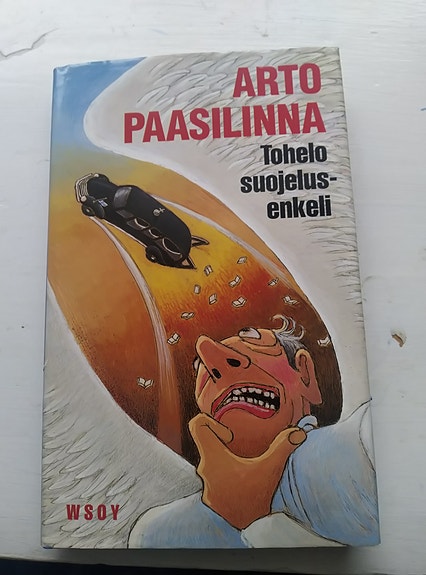 ARTO
PAASILINNA
Tohelo
suojelus-
enkeli
WSOY